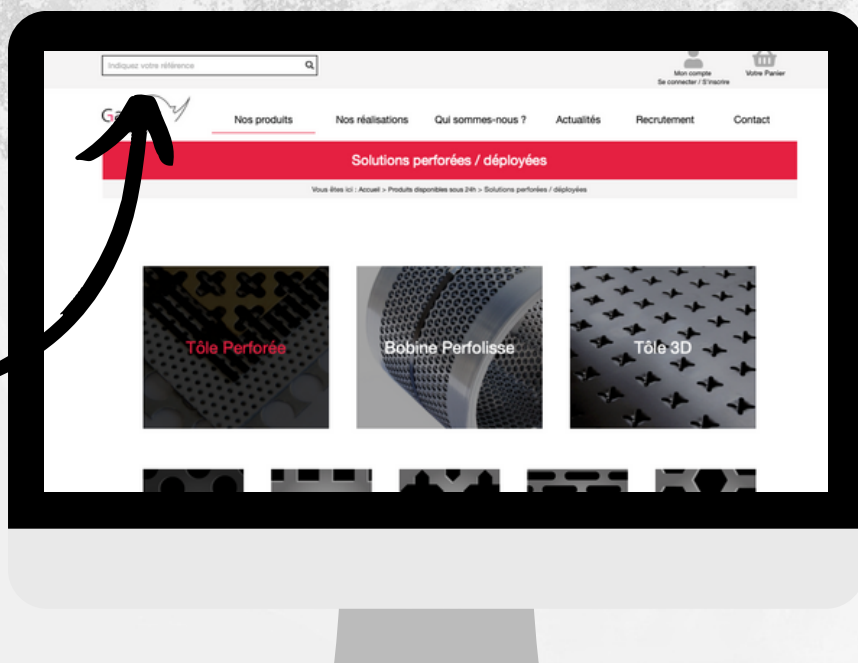 Indiquez votre référence
Mon compte
Se connecter / S'inscrire
Votre Panier
Nos produits
Nos réalisations
Qui sommes-nous ?
Actualités
Recrutement
Contact
Solutions perforées / déployées
Vous êtes ici : Accueil > Produits disponibles sous 24h > Solutions perforées / déployées
Tôle Perforée
Bobine Perfolisse
Tôle 3D